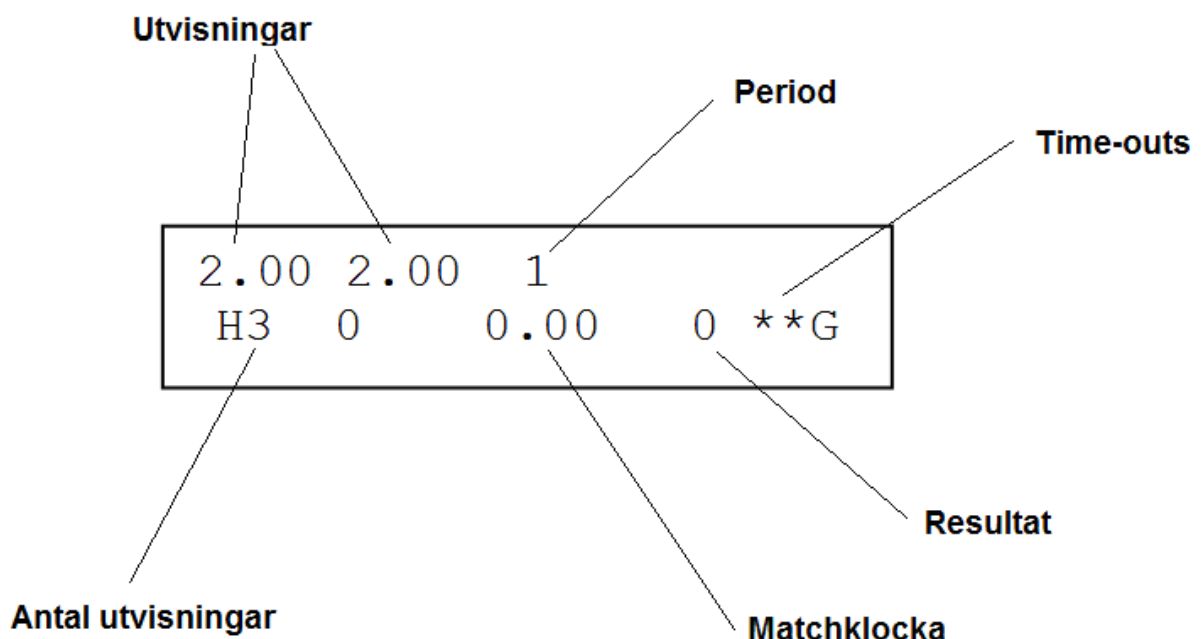 Utvisningar
Period
Time-outs
2.00 2.00 1
H3 0 0.00 0 **G
Resultat
Antal utvisningar
Matchklocka